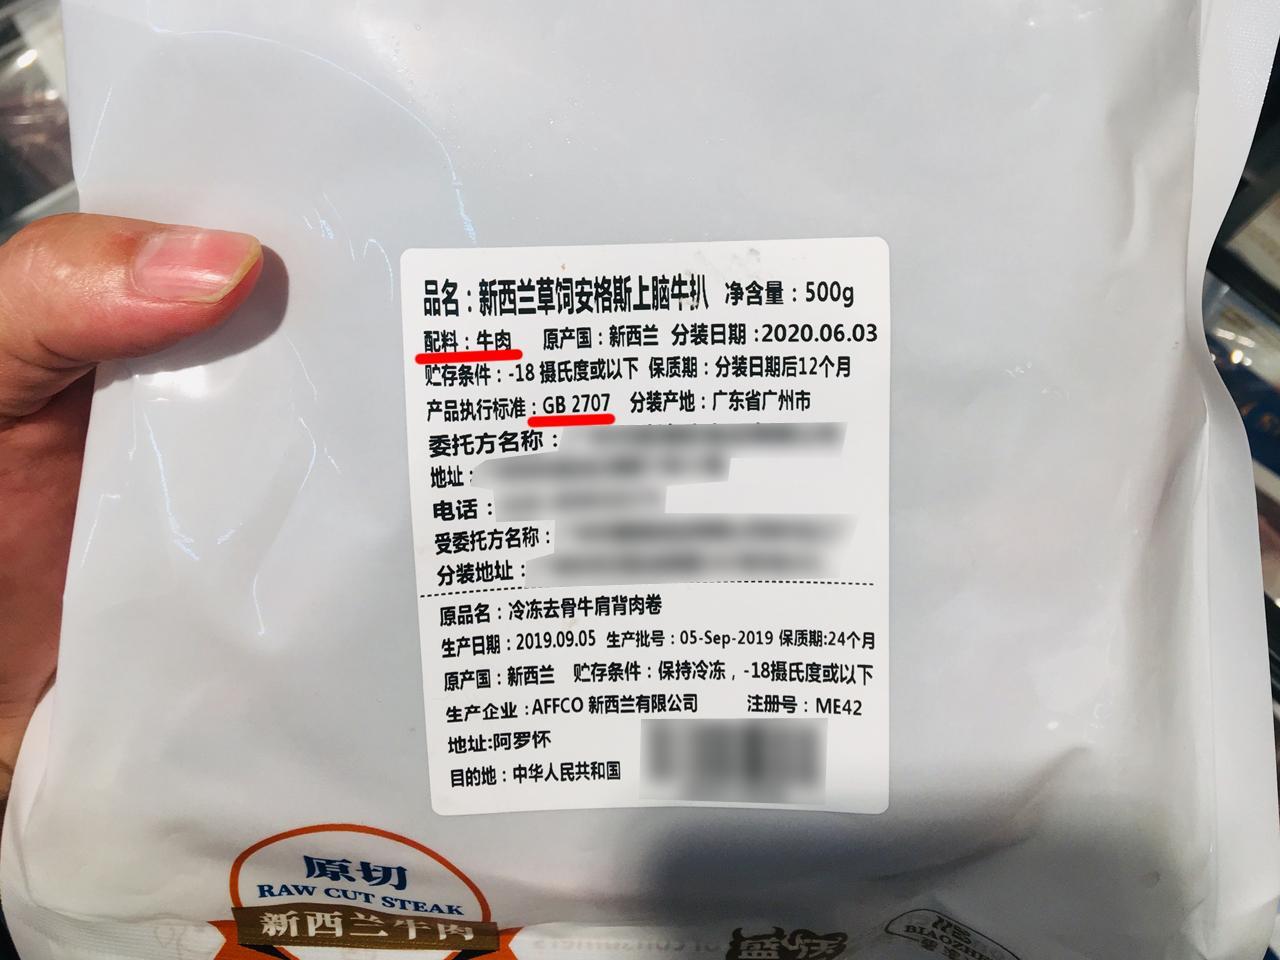 品名：新西兰草饲安格斯上脑牛扒 净含量：500g
配料：牛肉 原产国：新西兰 分装日期：2020.06.03
贮存条件：-18 摄氏度或以下 保质期：分装日期后12个月
产品执行标准：GB 2707 分装产地：广东省广州市
委托方名称：
地址：
电话：
受委托方名称：
分装地址：
原品名：冷冻去骨牛肩背肉卷
生产日期：2019.09.05 生产批号：05-Sep-2019 保质期:24个月
原产国：新西兰 贮存条件：保持冷冻，-18摄氏度或以下
生产企业：AFFCO 新西兰有限公司 注册号：ME42
地址:阿罗怀
目的地：中华人民共和国
原切
RAW CUT STEAK
新西兰牛肉
BIAOZHE